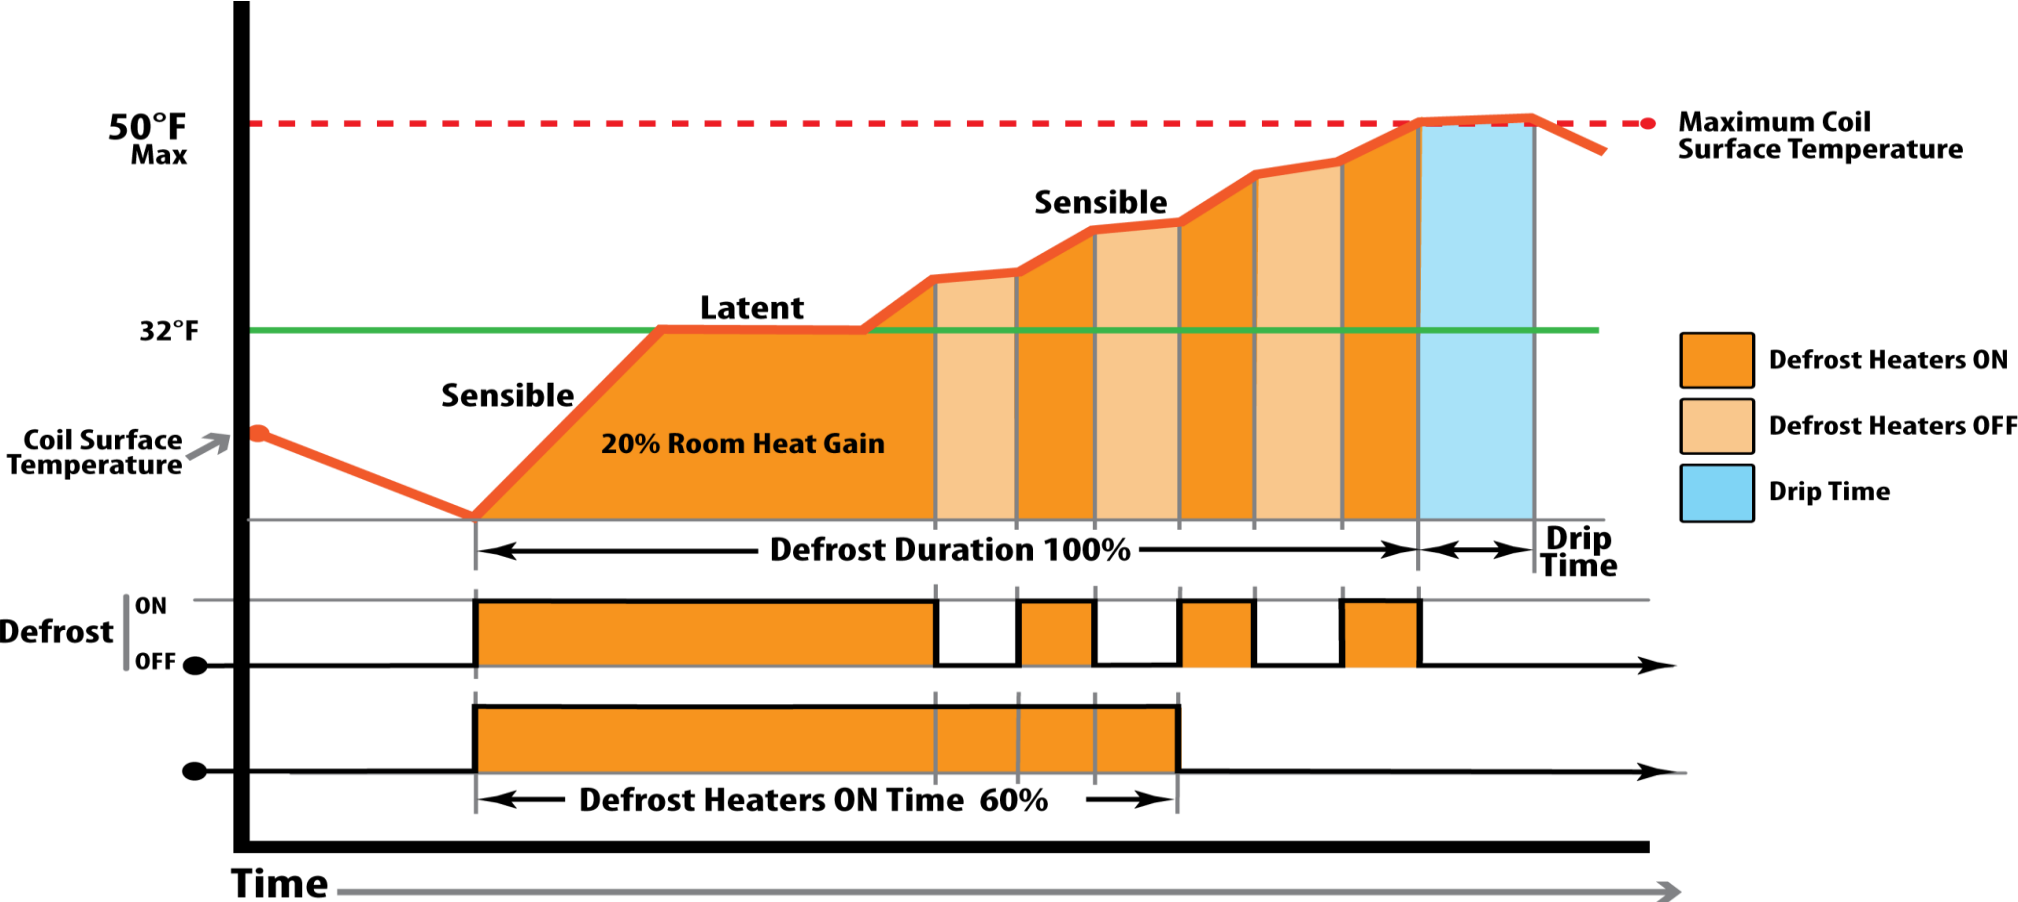 50°F
Max
Maximum Coil
Surface Temperature
Sensible
Latent
32°F
Defrost Heaters ON
Sensible
Defrost Heaters OFF
Coil Surface
Temperature
20% Room Heat Gain
Drip Time
Defrost Duration 100%
Drip
Time
Defrost
ON
OFF
Defrost Heaters ON Time 60%
Time